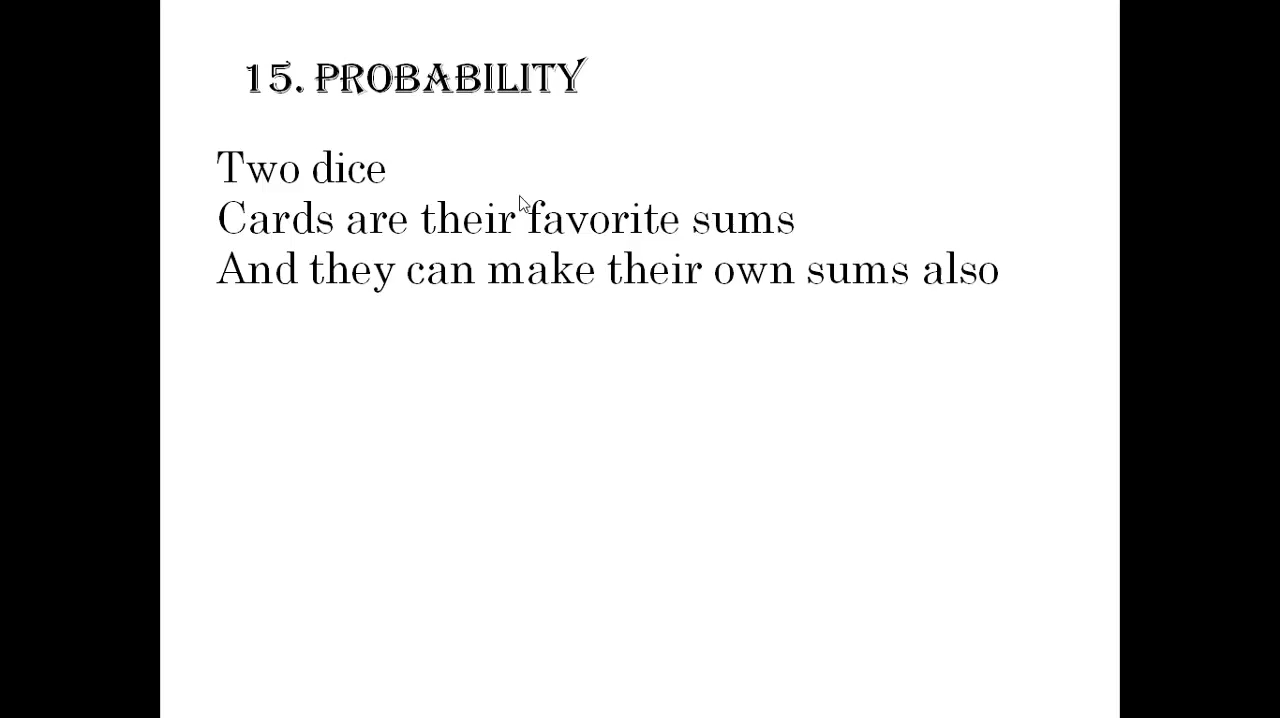 15. PROBABILITY
Two dice
Cards are their favorite sums
And they can make their own sums also